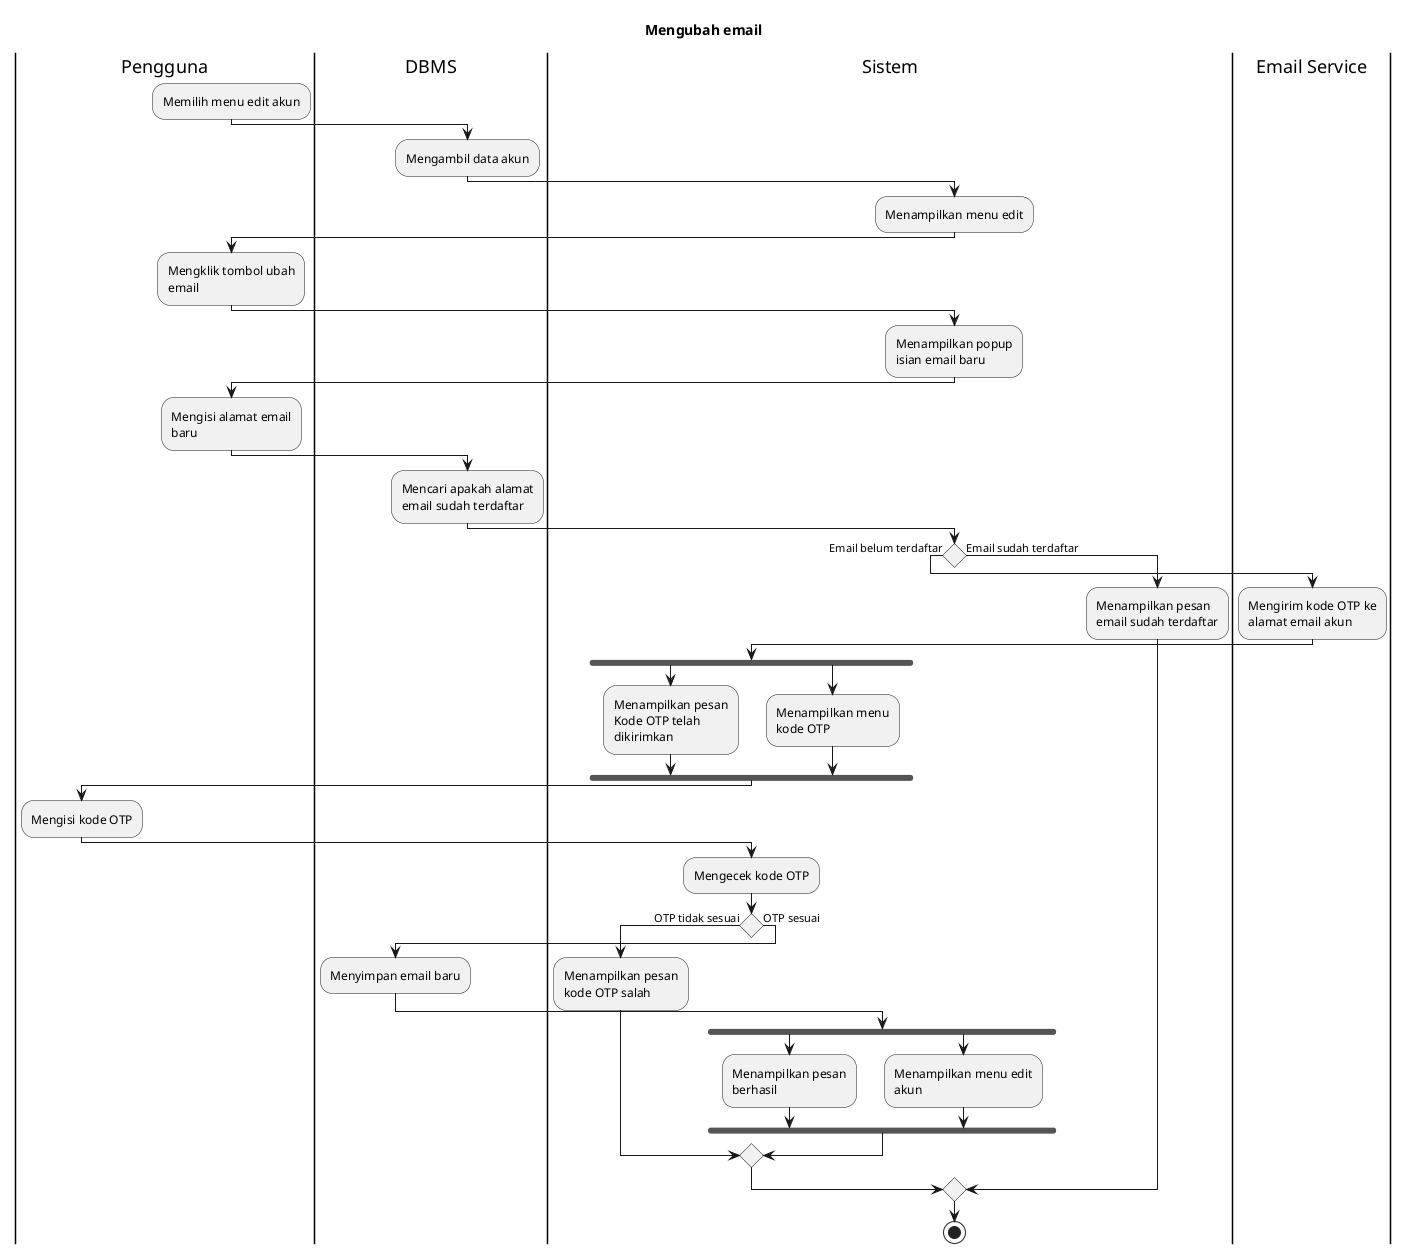 Mengubah email
Pengguna
DBMS
Sistem
Email Service
Memilih menu edit akun
Mengambil data akun
Menampilkan menu edit
Mengklik tombol ubah
email
Menampilkan popup
isian email baru
Mengisi alamat email
baru
Mencari apakah alamat
email sudah terdaftar
Email belum terdaftar
Email sudah terdaftar
Menampilkan pesan
email sudah terdaftar
Mengirim kode OTP ke
alamat email akun
Menampilkan pesan
Kode OTP telah
dikirimkan
Menampilkan menu
kode OTP
Mengisi kode OTP
Mengecek kode OTP
OTP tidak sesuai
OTP sesuai
Menyimpan email baru
Menampilkan pesan
kode OTP salah
Menampilkan pesan
berhasil
Menampilkan menu edit
akun